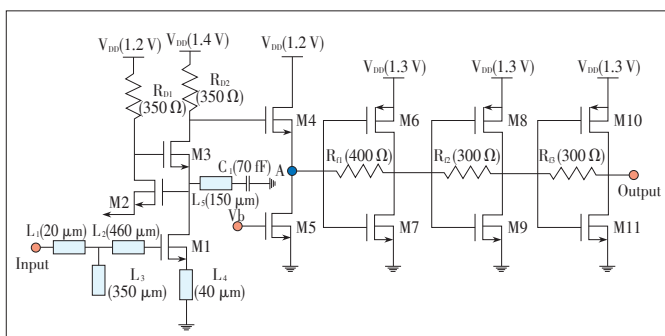 V_DD(1.2 V)
V_DD(1.4 V)
V_DD(1.2 V)
R_D1
(350 Ω)
R_D2
(350 Ω)
V_DD(1.3 V)
V_DD(1.3 V)
V_DD(1.3 V)
M4
M6
M8
M10
M3
C_1(70 fF)
A
R_f1(400 Ω)
R_f2(300 Ω)
R_f3(300 Ω)
M2
L_5(150 μm)
Output
Vb
M5
M7
M9
M11
L_1(20 μm)
L_2(460 μm)
M1
Input
L_3
(350 μm)
L_4
(40 μm)